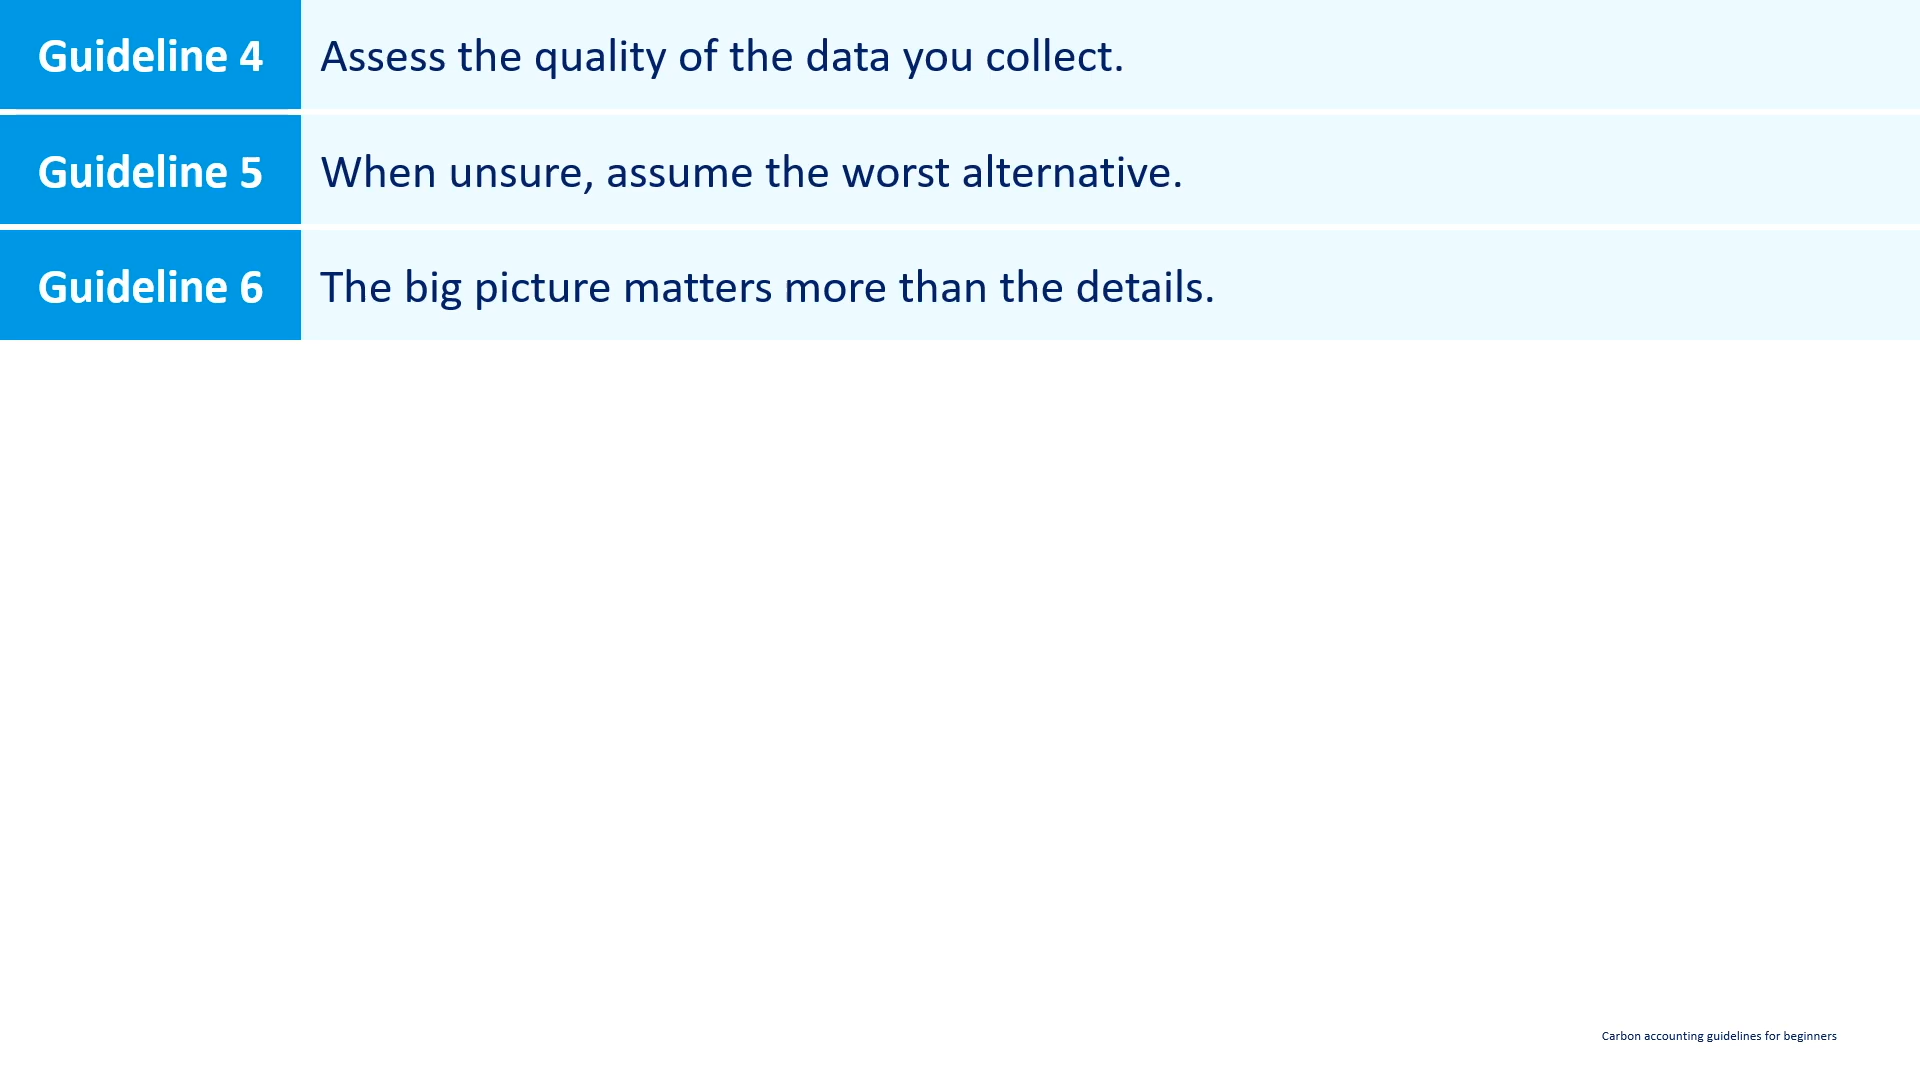 Guideline 4 Assess the quality of the data you collect.
Guideline 5 When unsure, assume the worst alternative.
Guideline 6 The big picture matters more than the details.
Carbon accounting guidelines for beginners